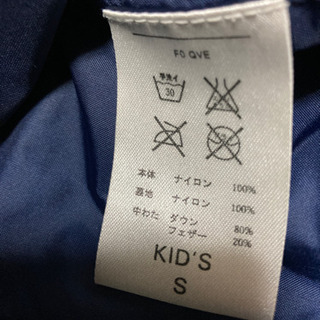 FO QVE
手洗イ
30
本体 ナイロン 100%
裏地 ナイロン 100%
中わた ダウン 80%
フェザー 20%
KID'S
S